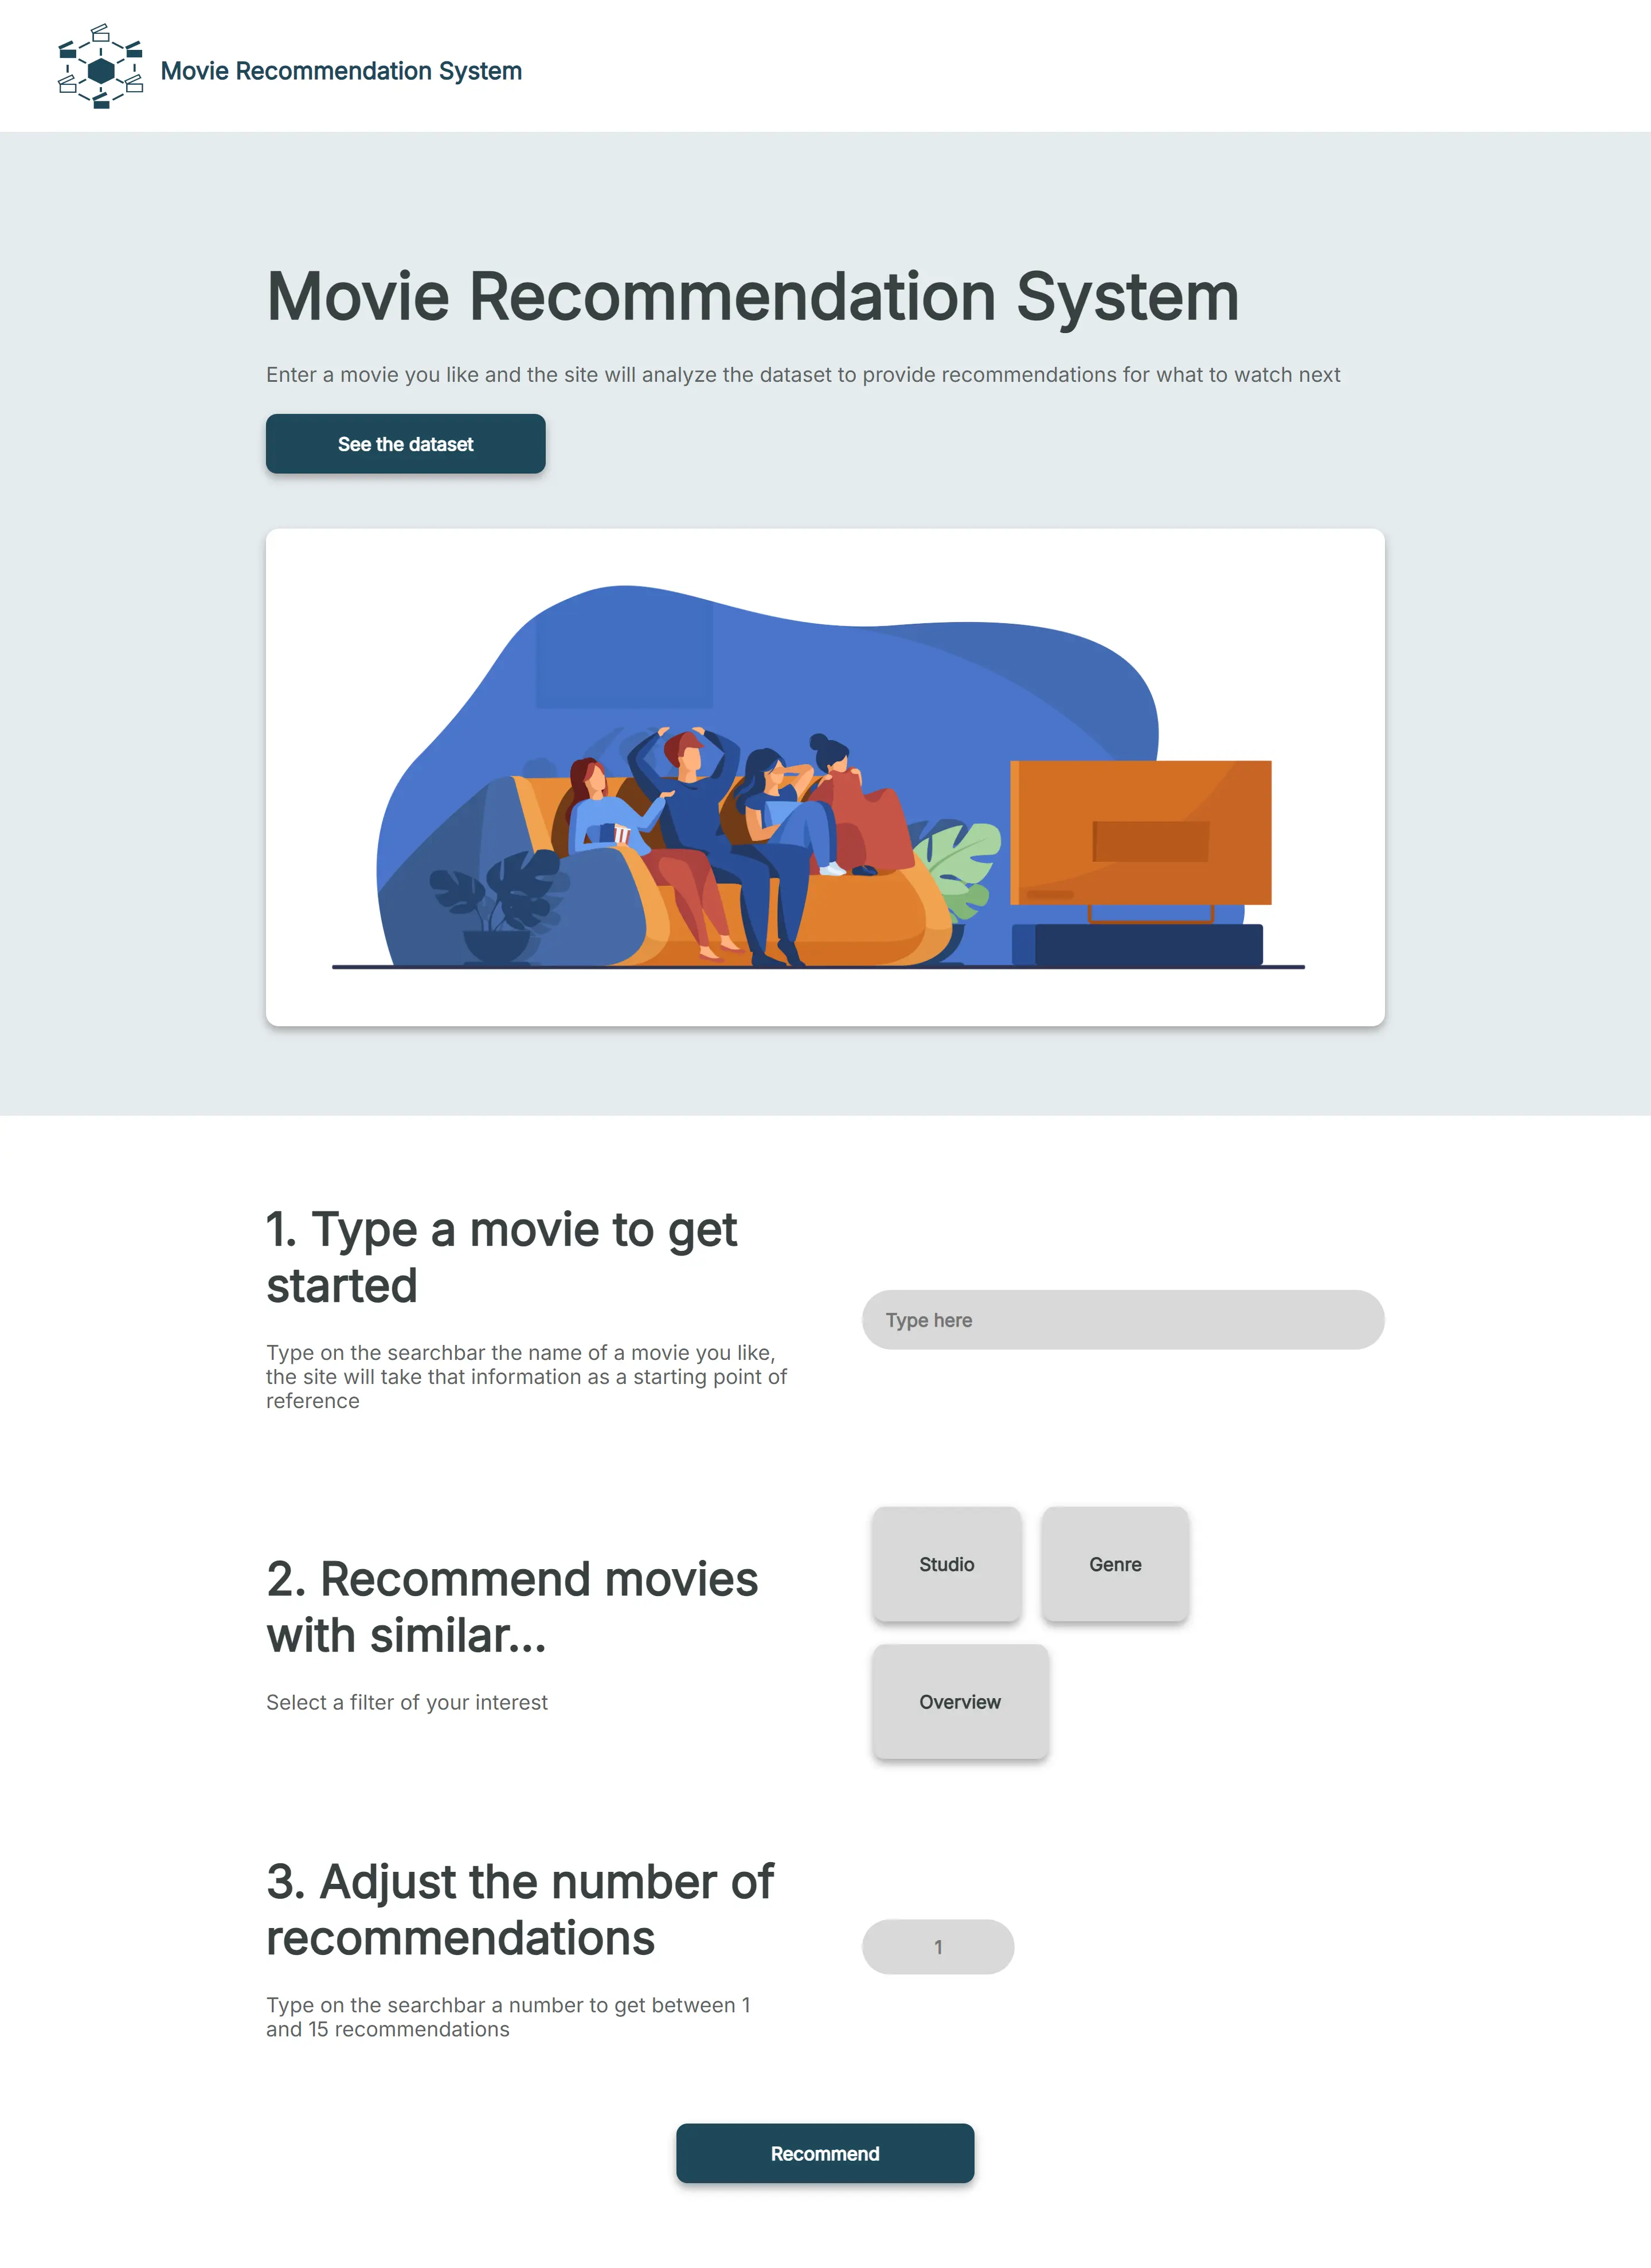 Movie Recommendation System
Movie Recommendation System
Enter a movie you like and the site will analyze the dataset to provide recommendations for what to watch next
See the dataset
1. Type a movie to get
started
Type on the searchbar the name of a movie you like,
the site will take that information as a starting point of
reference
Type here
2. Recommend movies
with similar...
Select a filter of your interest
Studio
Genre
Overview
3. Adjust the number of
recommendations
Type on the searchbar a number to get between 1
and 15 recommendations
1
Recommend